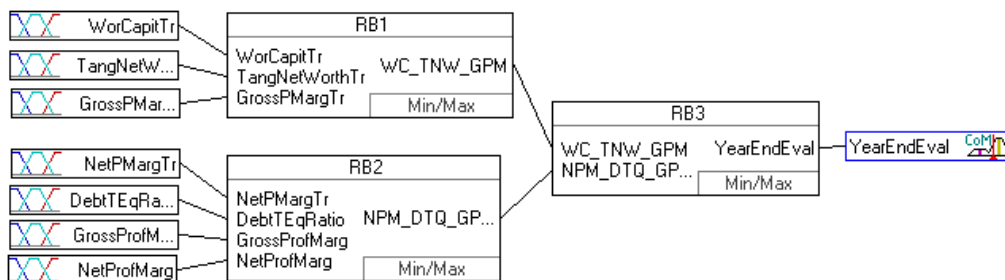 WorCapitTr
TangNetW...
GrossPMar...
RB1
WorCapitTr
TangNetWorthTr
GrossPMargTr
WC_TNW_GPM
Min/Max
NetPMargTr
DebtTEqRa...
GrossProfM...
NetProfMarg
RB2
NetPMargTr
DebtTEqRatio
GrossProfMarg
NetProfMarg
NPM_DTQ_GP...
Min/Max
RB3
WC_TNW_GPM
NPM_DTQ_GP...
YearEndEval
Min/Max
YearEndEval
CoM